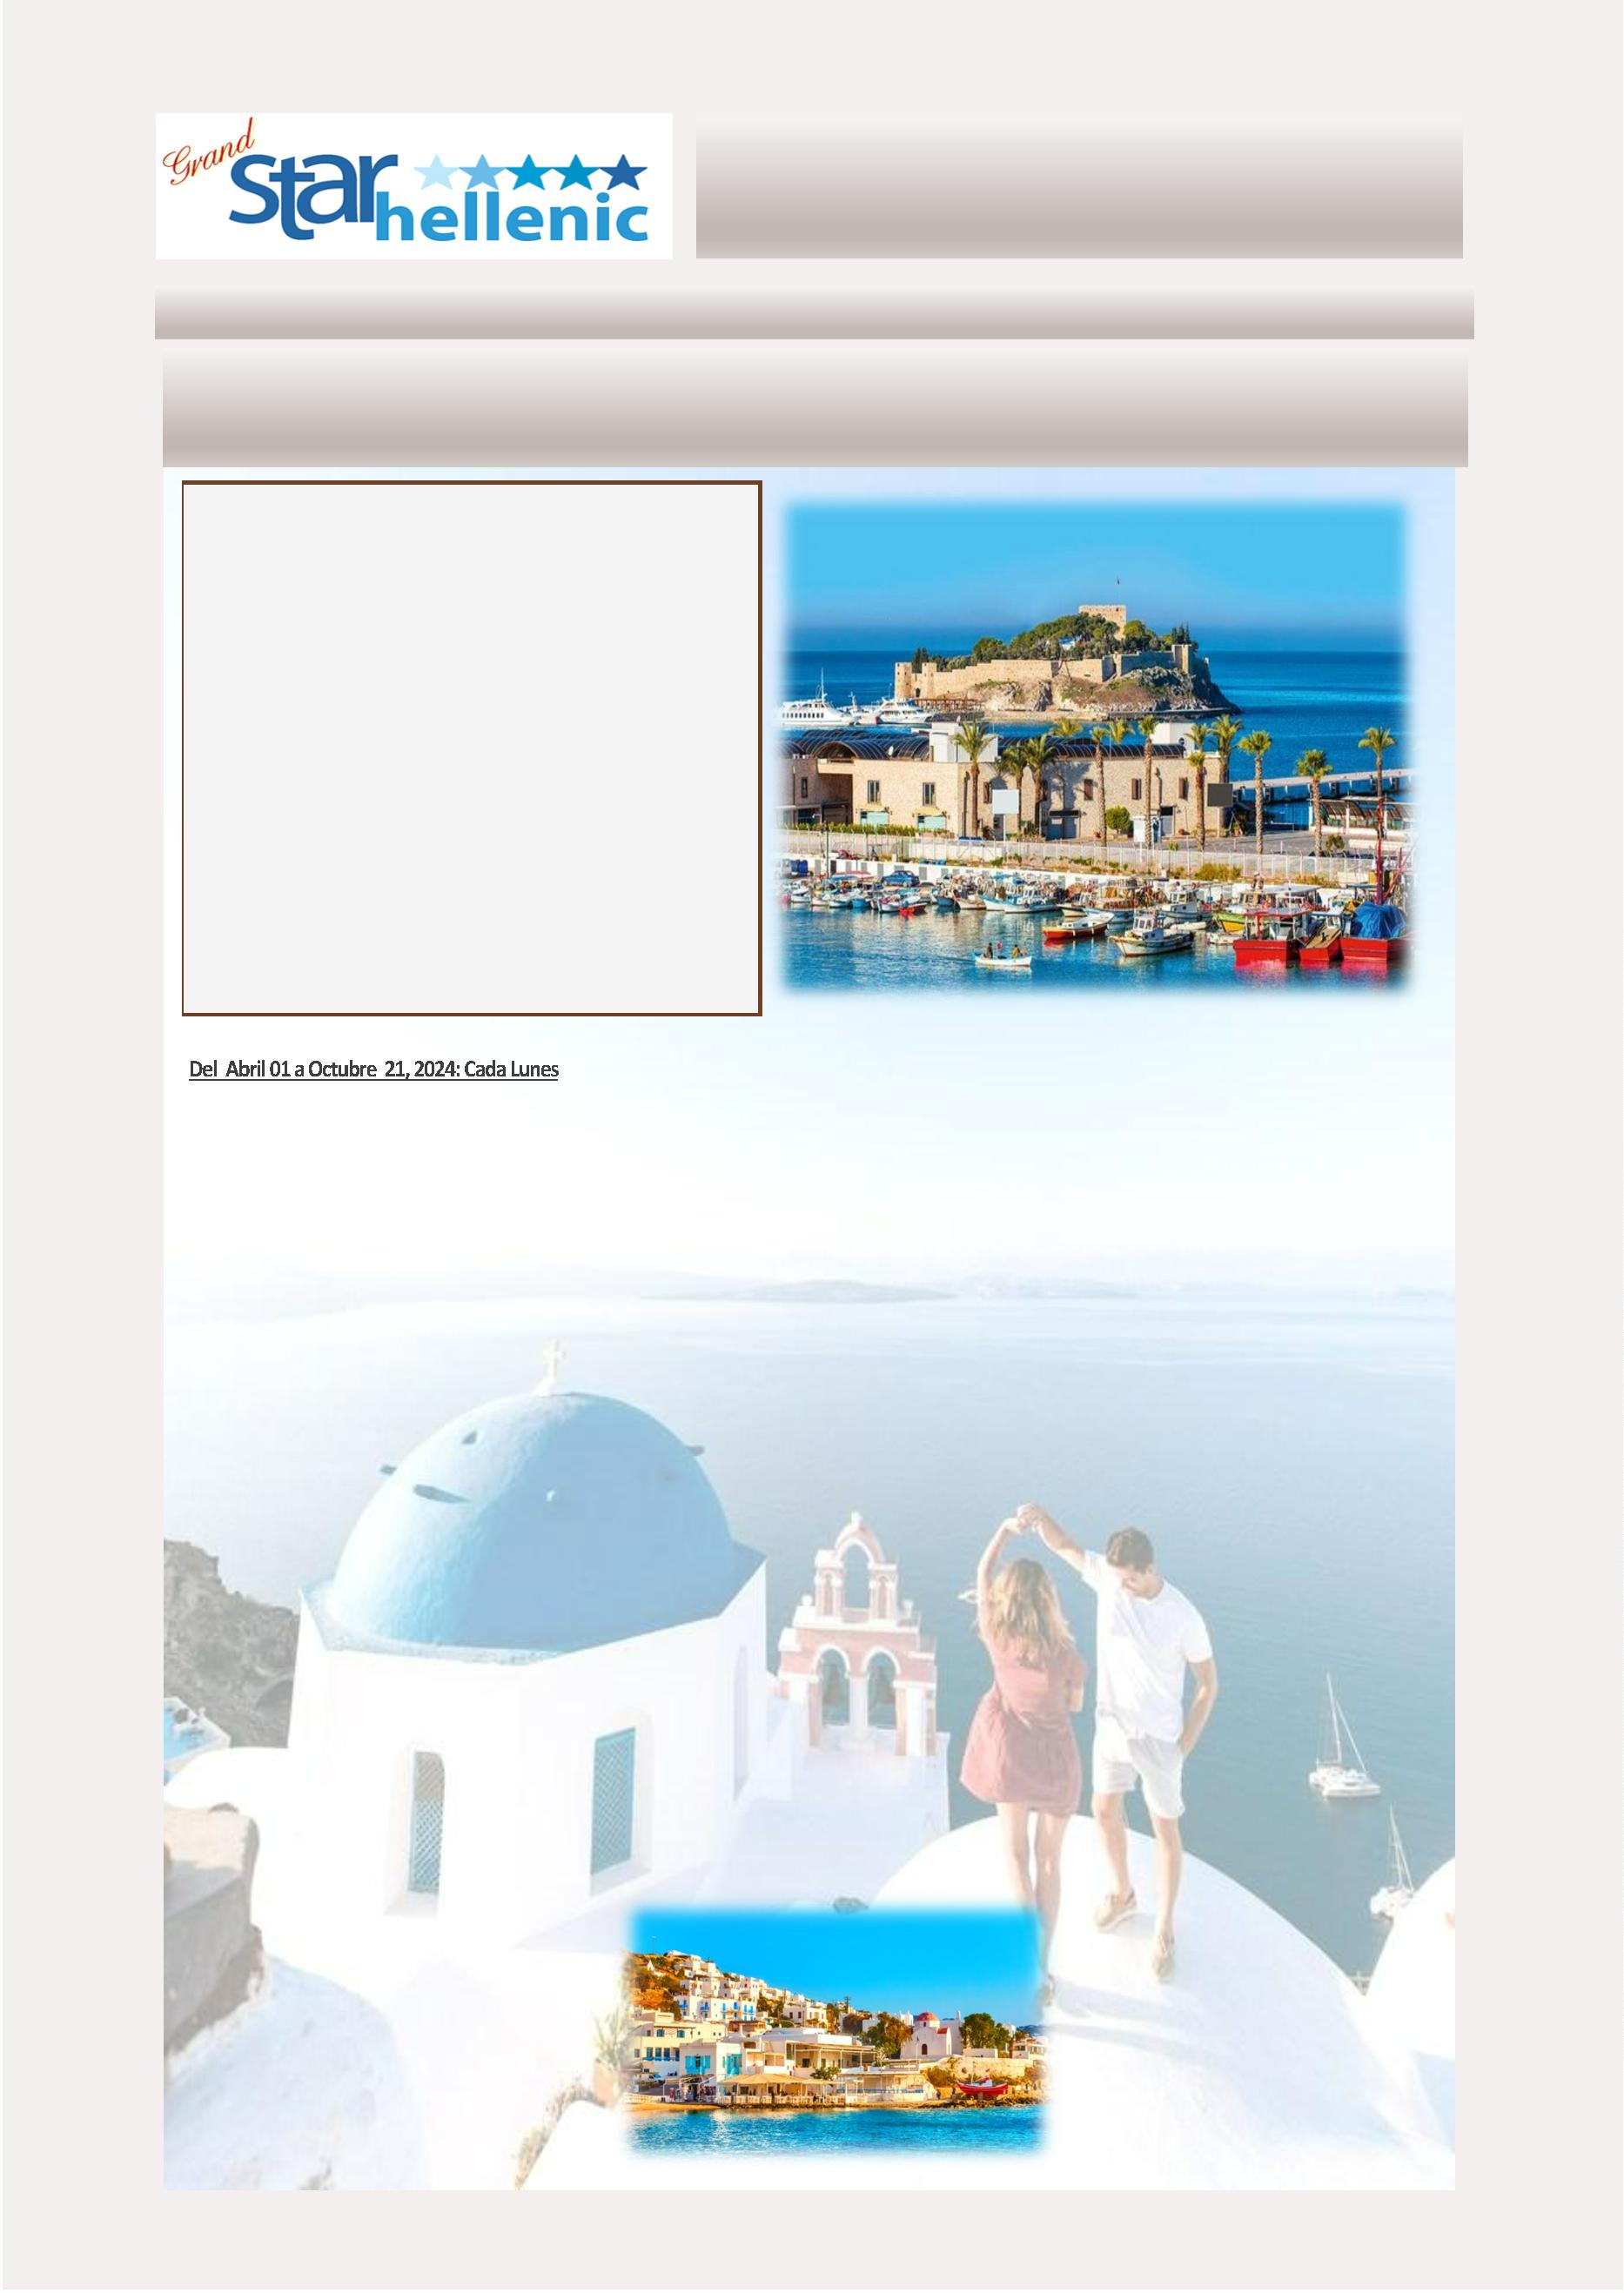 Grand
Star
hellenic
Del Abril 01 a Octubre 21, 2024: Cada Lunes